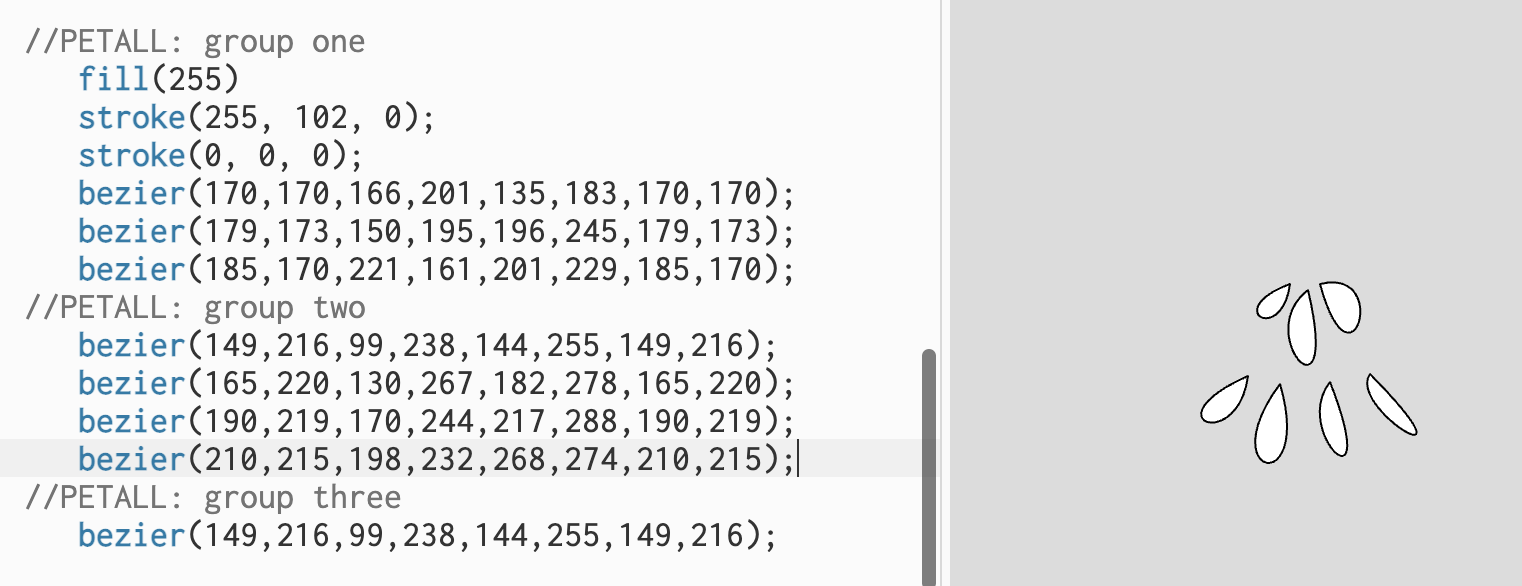 //PETALL: group one
fill(255)
stroke(255, 102, 0);
stroke(0, 0, 0);
bezier(170,170,166,201,135,183,170,170);
bezier(179,173,150,195,196,245,179,173);
bezier(185,170,221,161,201,229,185,170);
//PETALL: group two
bezier(149,216,99,238,144,255,149,216);
bezier(165,220,130,267,182,278,165,220);
bezier(190,219,170,244,217,288,190,219);
bezier(210,215,198,232,268,274,210,215);
//PETALL: group three
bezier(149,216,99,238,144,255,149,216);